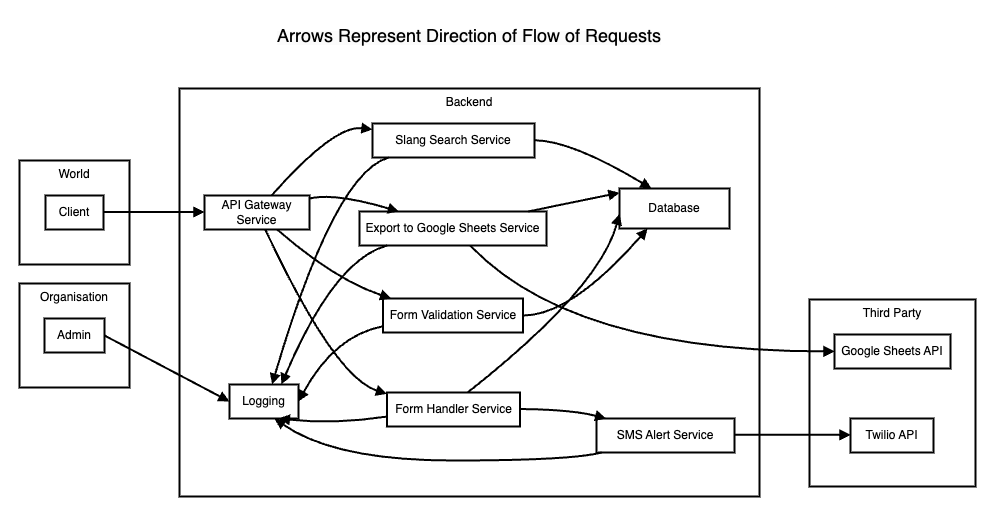 Arrows Represent Direction of Flow of Requests
Backend
Slang Search Service
World
Client
API Gateway
Service
Database
Export to Google Sheets Service
Organisation
Admin
Form Validation Service
Third Party
Google Sheets API
Logging
Form Handler Service
SMS Alert Service
Twilio API